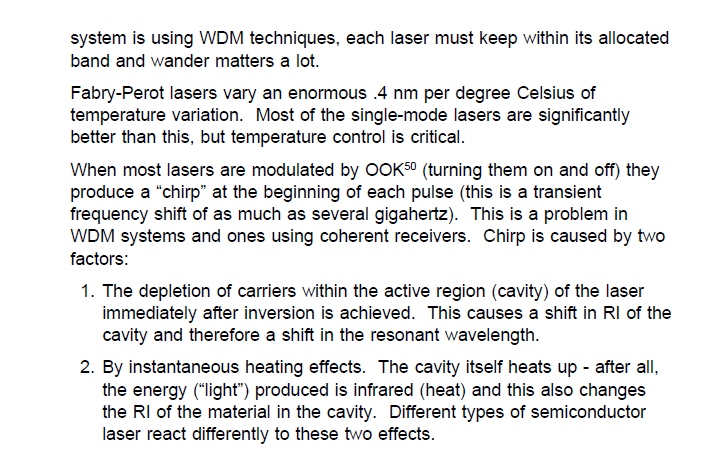 system is using WDM techniques, each laser must keep within its allocated
band and wander matters a lot.
Fabry-Perot lasers vary an enormous .4 nm per degree Celsius of
temperature variation.  Most of the single-mode lasers are significantly
better than this, but temperature control is critical.
When most lasers are modulated by OOK⁵⁰ (turning them on and off) they
produce a “chirp” at the beginning of each pulse (this is a transient
frequency shift of as much as several gigahertz).  This is a problem in
WDM systems and ones using coherent receivers.  Chirp is caused by two
factors:
1. The depletion of carriers within the active region (cavity) of the laser
immediately after inversion is achieved.  This causes a shift in RI of the
cavity and therefore a shift in the resonant wavelength.
2. By instantaneous heating effects.  The cavity itself heats up - after all,
the energy (“light”) produced is infrared (heat) and this also changes
the RI of the material in the cavity.  Different types of semiconductor
laser react differently to these two effects.